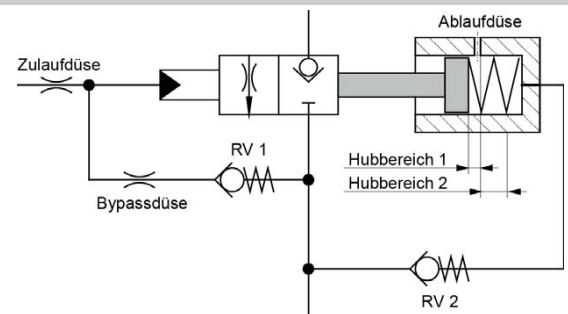 Ablaufdüse
Zulaufdüse
RV 1
Hubbereich 1
Hubbereich 2
Bypassdüse
RV 2